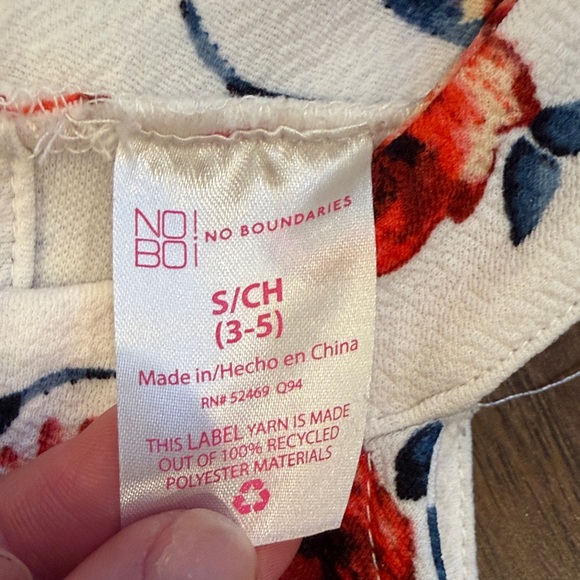 NO!
BO!
NO BOUNDARIES
S/CH
(3-5)
Made in/Hecho en China
RN# 52469 Q94
THIS LABEL YARN IS MADE
OUT OF 100% RECYCLED
POLYESTER MATERIALS